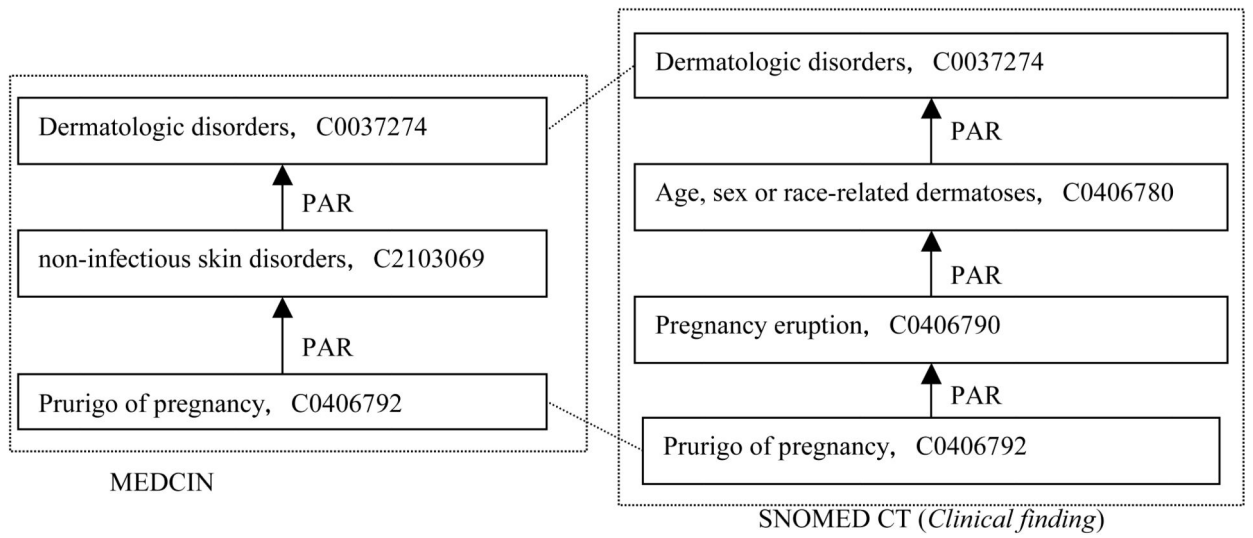 Dermatologic disorders,   C0037274
PAR
non-infectious skin disorders,   C2103069
PAR
Prurigo of pregnancy,   C0406792
MEDCIN
Dermatologic disorders,   C0037274
PAR
Age, sex or race-related dermatoses,   C0406780
PAR
Pregnancy eruption,   C0406790
PAR
Prurigo of pregnancy,   C0406792
SNOMED CT (Clinical finding)